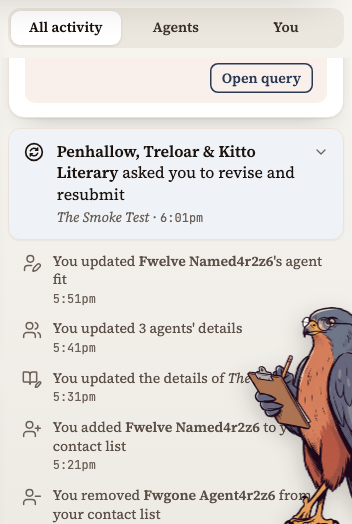 All activity
Agents
You
Open query
Penhallow, Treloar & Kitto
Literary asked you to revise and
resubmit
The Smoke Test · 6:01pm
You updated Fwelve Named4r2z6's agent
fit
5:51pm
You updated 3 agents' details
5:41pm
You updated the details of The
5:31pm
You added Fwelve Named4r2z6 to
contact list
5:21pm
You removed Fwgone Agent4r2z6 from
your contact list